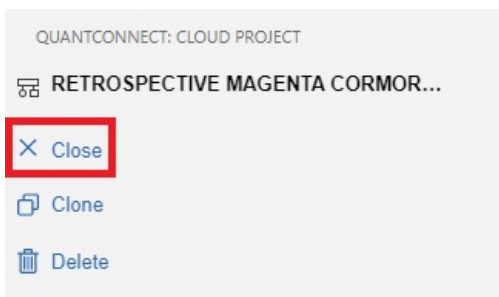 QUANTCONNECT: CLOUD PROJECT
RETROSPECTIVE MAGENTA CORMOR...
Close
Clone
Delete